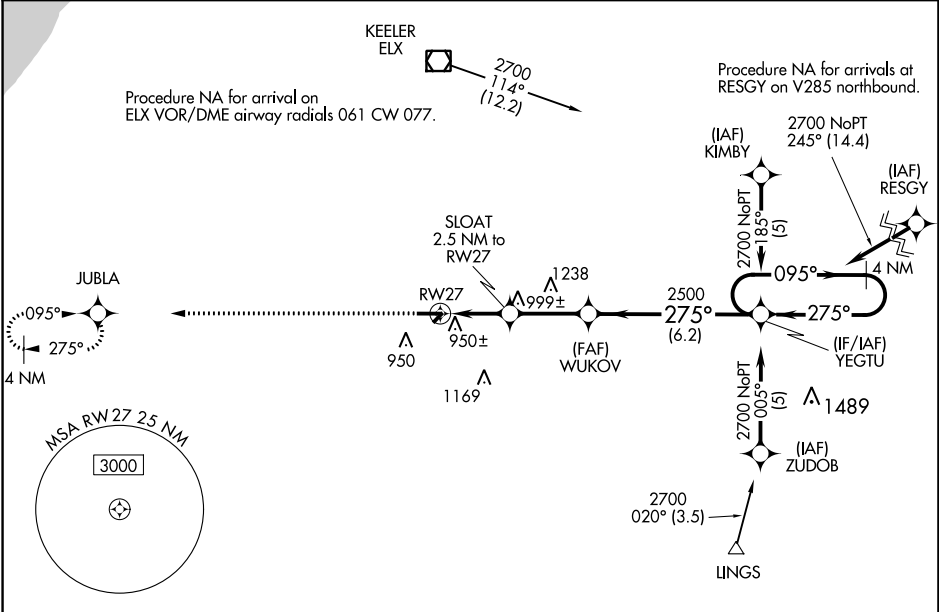 KEELER
ELX
2700
114°
(12.2)
Procedure NA for arrival on
ELX VOR/DME airway radials 061 CW 077.
Procedure NA for arrivals at
RESGY on V285 northbound.
2700 NoPT
245° (14.4)
(IAF)
KIMBY
(IAF)
RESGY
2700 NoPT
185°
(5)
SLOAT
2.5 NM to
RW27
1238
999±
JUBLA
RW27
095°
4 NM
2500
275°
(6.2)
275°
095°
275°
4 NM
950
950±
(FAF)
WUKOV
(IF/IAF)
YEGTU
1169
2700 NoPT
005°
(5)
1489
MSA RW27 25 NM
3000
(IAF)
ZUDOB
2700
020° (3.5)
LINGS